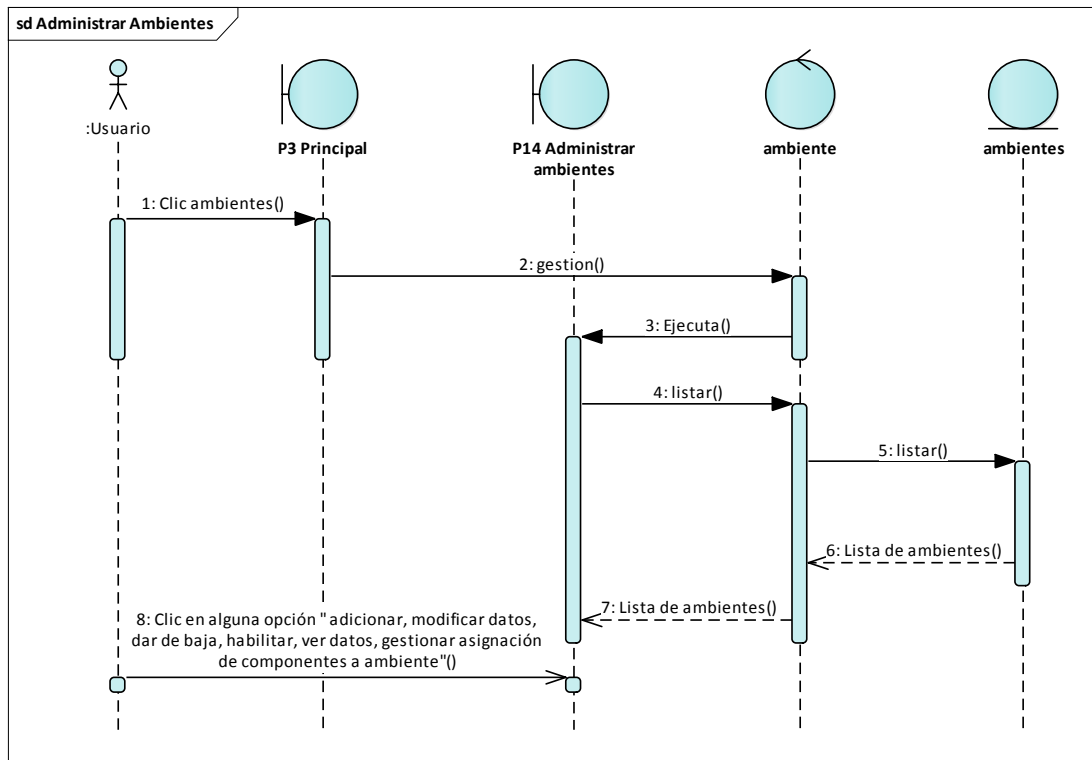 sd Administrar Ambientes
:Usuario
P3 Principal
P14 Administrar
ambientes
ambiente
ambientes
1: Clic ambientes()
2: gestion()
3: Ejecuta()
4: listar()
5: listar()
6: Lista de ambientes()
7: Lista de ambientes()
8: Clic en alguna opción " adicionar, modificar datos,
dar de baja, habilitar, ver datos, gestionar asignación
de componentes a ambiente"()